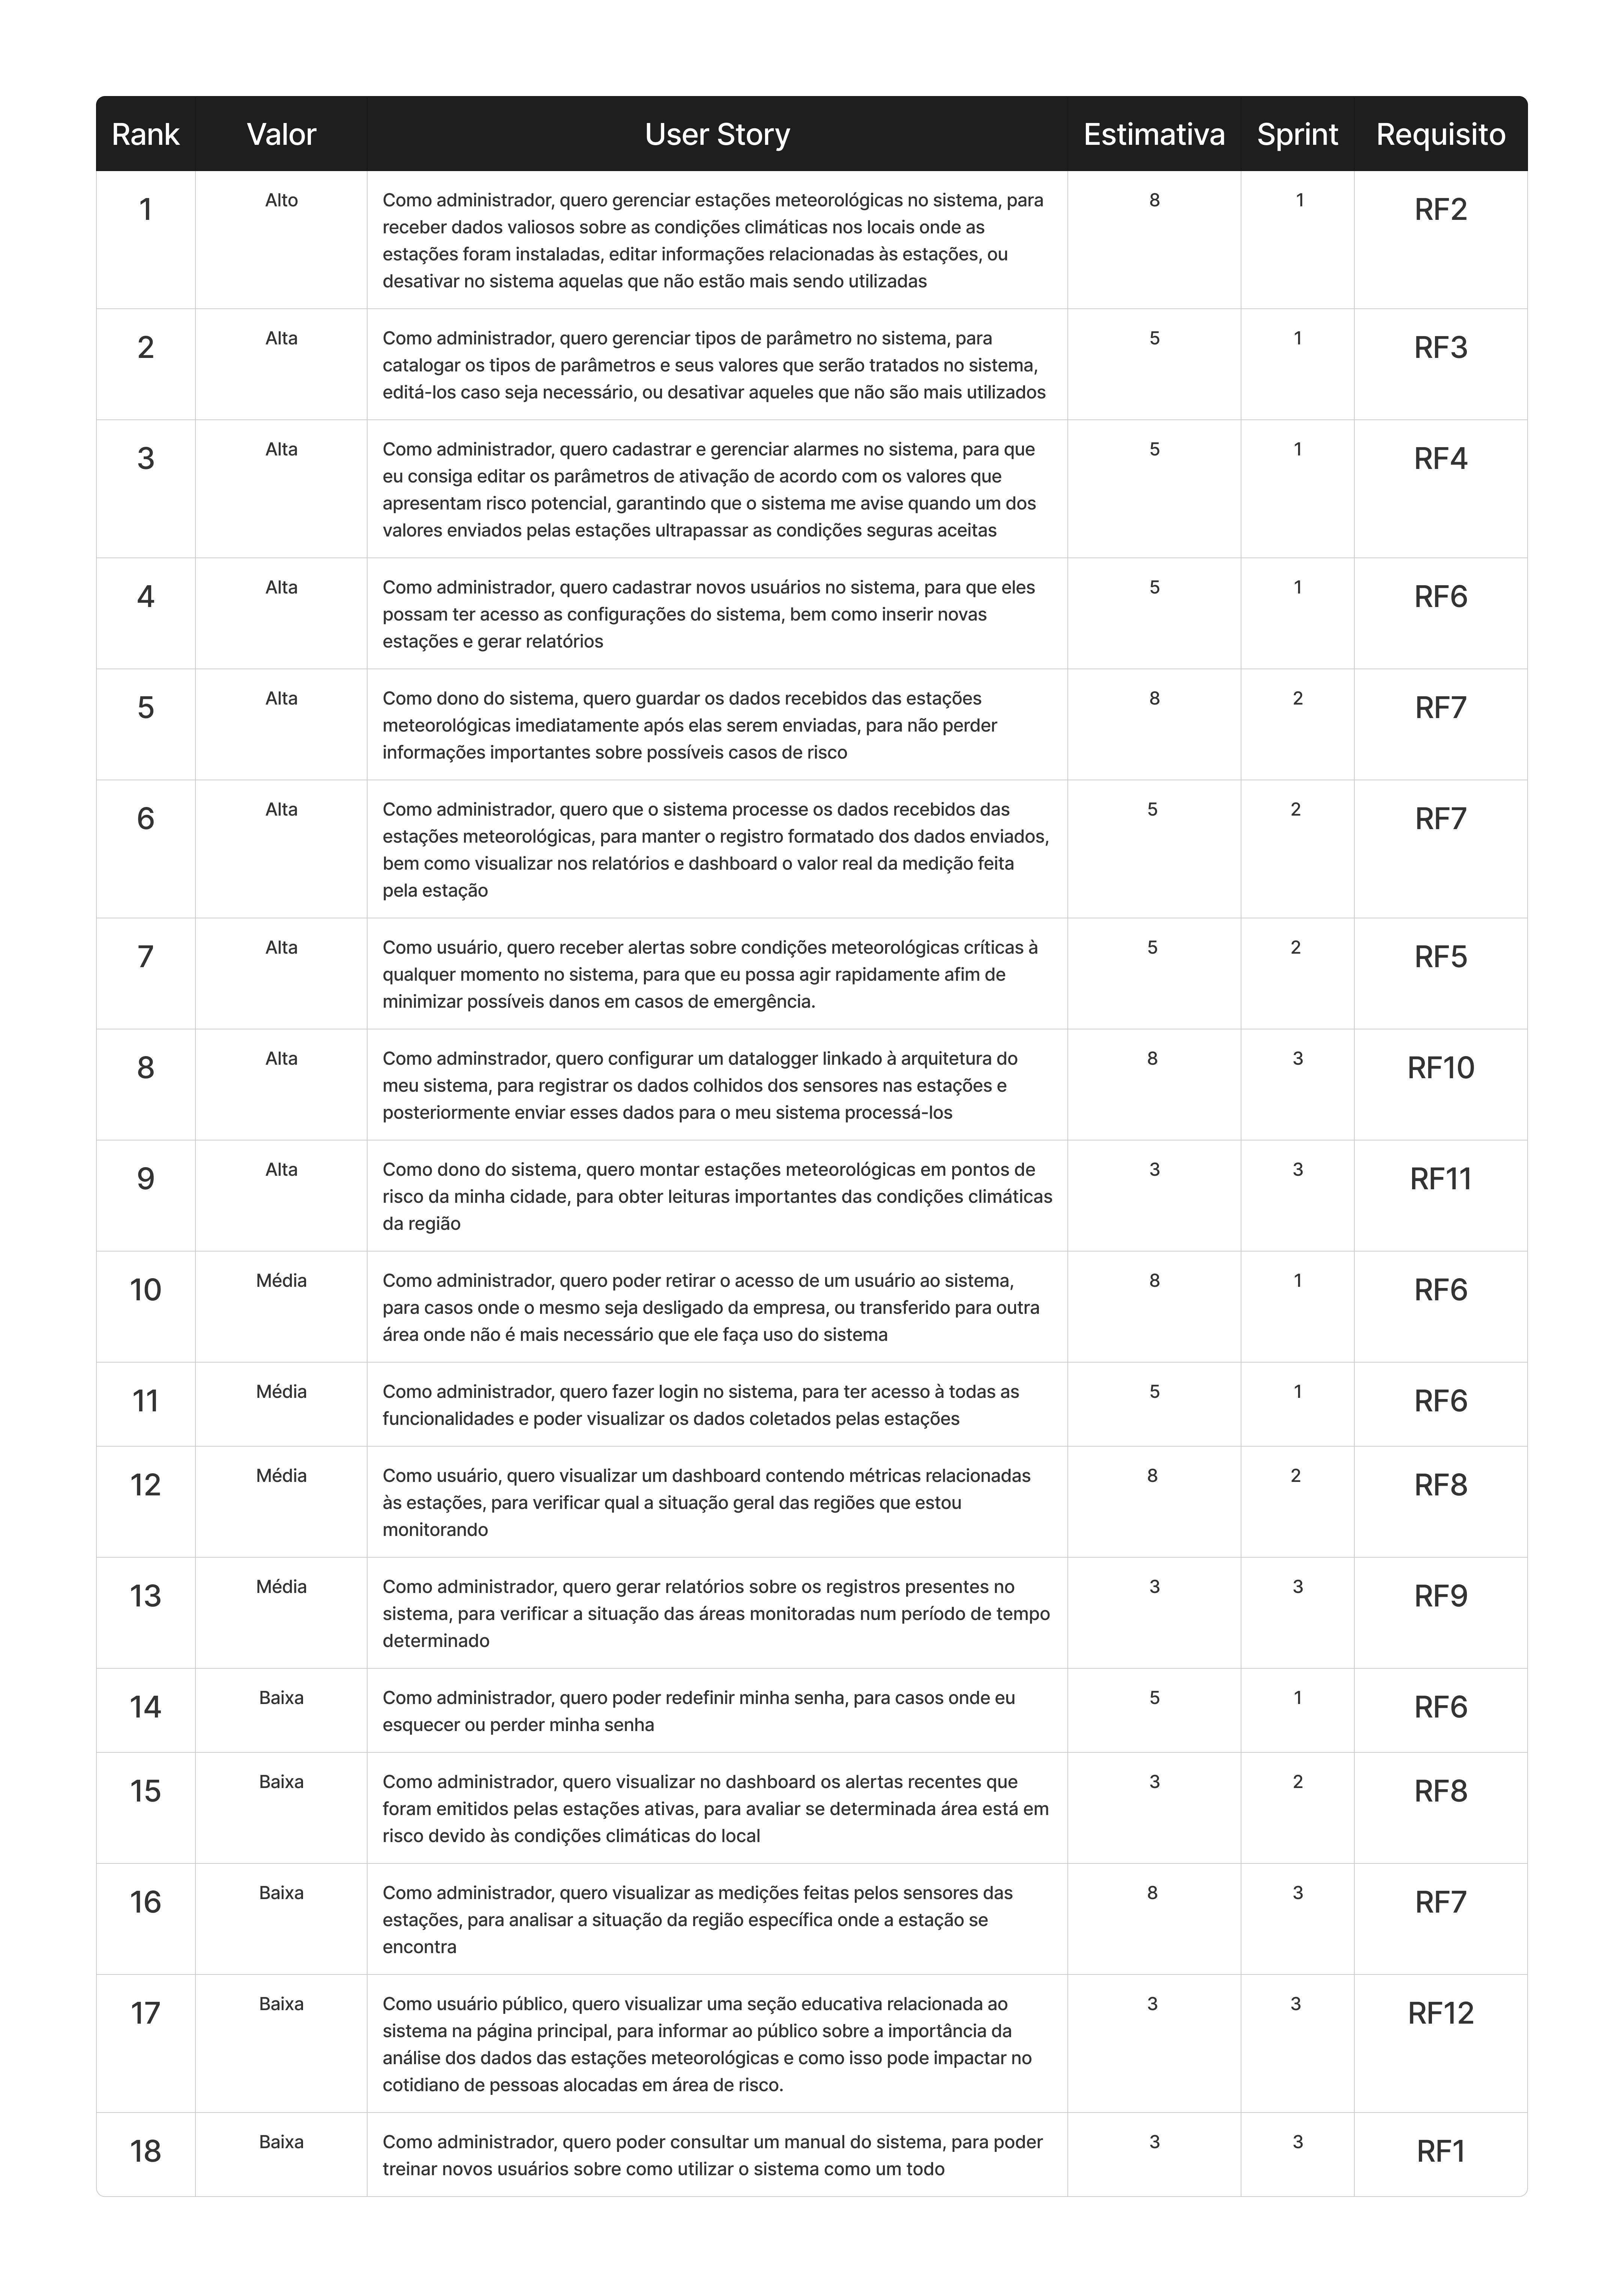 Rank Valor User Story Estimativa Sprint Requisito
1 Alto Como administrador, quero gerenciar estações meteorológicas no sistema, para 8 1 RF2
receber dados valiosos sobre as condições climáticas nos locais onde as
estações foram instaladas, editar informações relacionadas às estações, ou
desativar no sistema aquelas que não estão mais sendo utilizadas
2 Alta Como administrador, quero gerenciar tipos de parâmetro no sistema, para 5 1 RF3
catalogar os tipos de parâmetros e seus valores que serão tratados no sistema,
editá-los caso seja necessário, ou desativar aqueles que não são mais utilizados
3 Alta Como administrador, quero cadastrar e gerenciar alarmes no sistema, para que 5 1 RF4
eu consiga editar os parâmetros de ativação de acordo com os valores que
apresentam risco potencial, garantindo que o sistema me avise quando um dos
valores enviados pelas estações ultrapassar as condições seguras aceitas
4 Alta Como administrador, quero cadastrar novos usuários no sistema, para que eles 5 1 RF6
possam ter acesso as configurações do sistema, bem como inserir novas
estações e gerar relatórios
5 Alta Como dono do sistema, quero guardar os dados recebidos das estações 8 2 RF7
meteorológicas imediatamente após elas serem enviadas, para não perder
informações importantes sobre possíveis casos de risco
6 Alta Como administrador, quero que o sistema processe os dados recebidos das 5 2 RF7
estações meteorológicas, para manter o registro formatado dos dados enviados,
bem como visualizar nos relatórios e dashboard o valor real da medição feita
pela estação
7 Alta Como usuário, quero receber alertas sobre condições meteorológicas críticas à 5 2 RF5
qualquer momento no sistema, para que eu possa agir rapidamente afim de
minimizar possíveis danos em casos de emergência.
8 Alta Como adminstrador, quero configurar um datalogger linkado à arquitetura do 8 3 RF10
meu sistema, para registrar os dados colhidos dos sensores nas estações e
posteriormente enviar esses dados para o meu sistema processá-los
9 Alta Como dono do sistema, quero montar estações meteorológicas em pontos de 3 3 RF11
risco da minha cidade, para obter leituras importantes das condições climáticas
da região
10 Média Como administrador, quero poder retirar o acesso de um usuário ao sistema, 8 1 RF6
para casos onde o mesmo seja desligado da empresa, ou transferido para outra
área onde não é mais necessário que ele faça uso do sistema
11 Média Como administrador, quero fazer login no sistema, para ter acesso à todas as 5 1 RF6
funcionalidades e poder visualizar os dados coletados pelas estações
12 Média Como usuário, quero visualizar um dashboard contendo métricas relacionadas 8 2 RF8
às estações, para verificar qual a situação geral das regiões que estou
monitorando
13 Média Como administrador, quero gerar relatórios sobre os registros presentes no 3 3 RF9
sistema, para verificar a situação das áreas monitoradas num período de tempo
determinado
14 Baixa Como administrador, quero poder redefinir minha senha, para casos onde eu 5 1 RF6
esquecer ou perder minha senha
15 Baixa Como administrador, quero visualizar no dashboard os alertas recentes que 3 2 RF8
foram emitidos pelas estações ativas, para avaliar se determinada área está em
risco devido às condições climáticas do local
16 Baixa Como administrador, quero visualizar as medições feitas pelos sensores das 8 3 RF7
estações, para analisar a situação da região específica onde a estação se
encontra
17 Baixa Como usuário público, quero visualizar uma seção educativa relacionada ao 3 3 RF12
sistema na página principal, para informar ao público sobre a importância da
análise dos dados das estações meteorológicas e como isso pode impactar no
cotidiano de pessoas alocadas em área de risco.
18 Baixa Como administrador, quero poder consultar um manual do sistema, para poder 3 3 RF1
treinar novos usuários sobre como utilizar o sistema como um todo